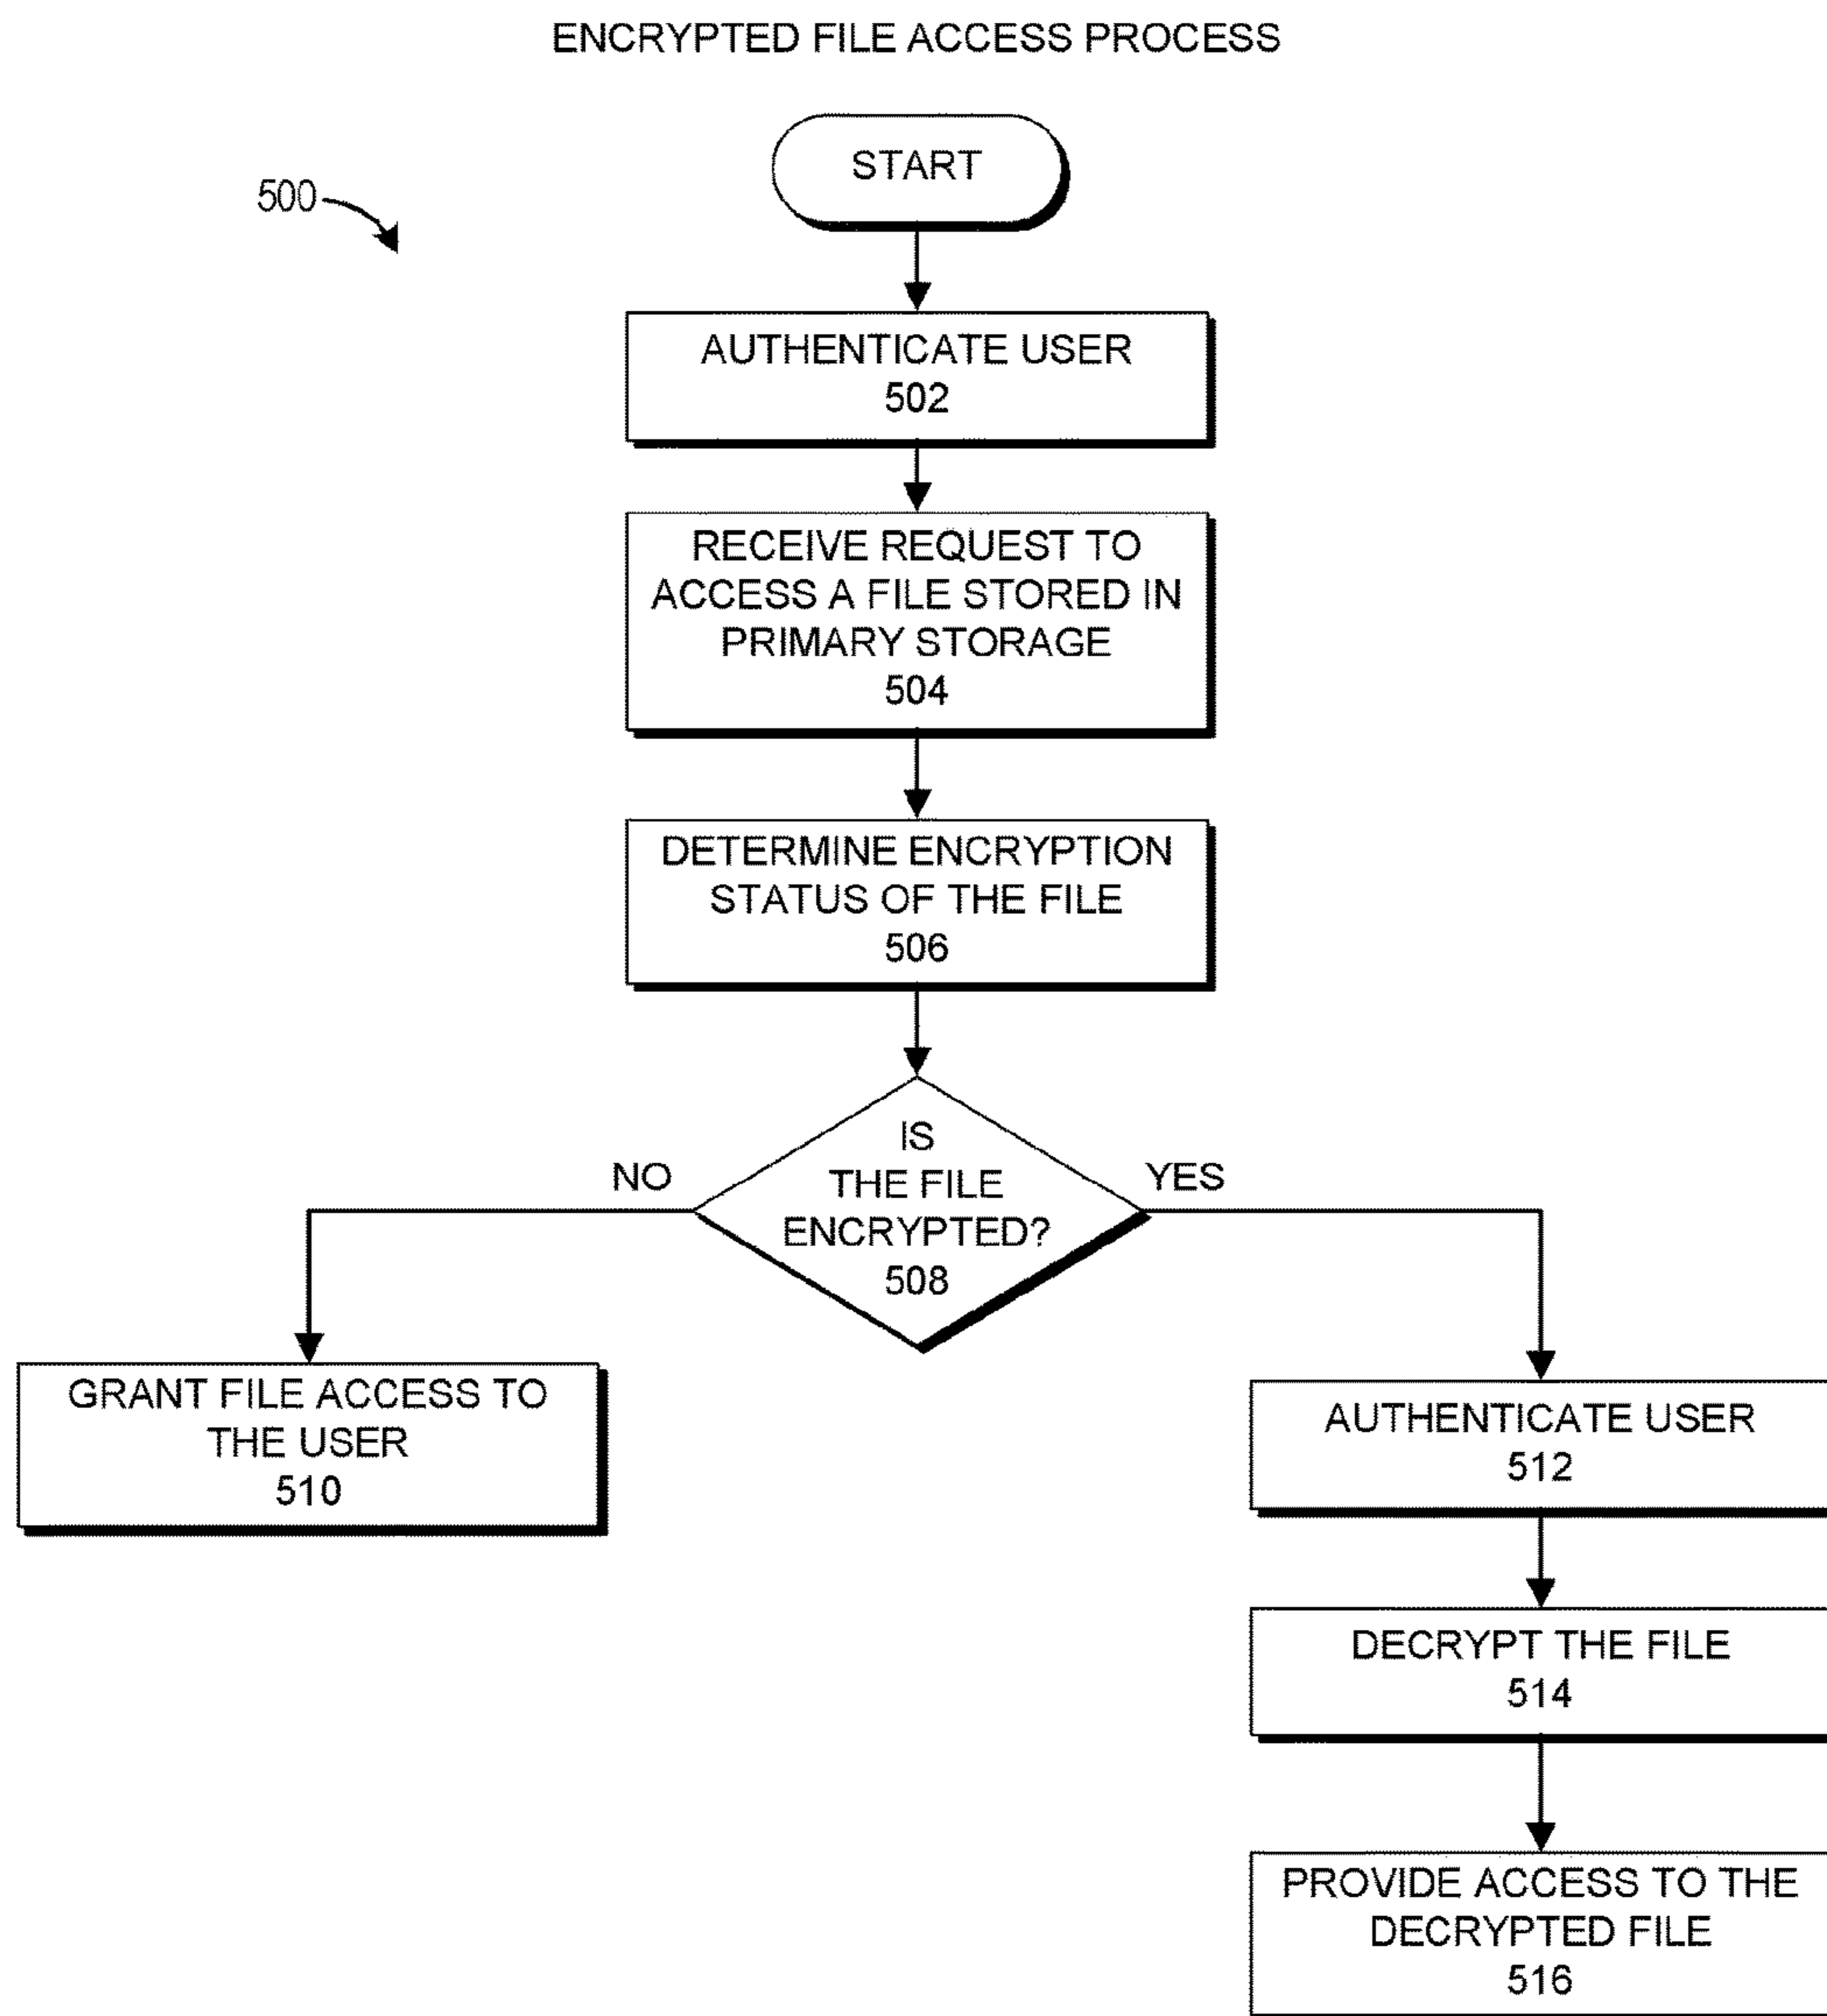 ENCRYPTED FILE ACCESS PROCESS
START
500
AUTHENTICATE USER
502
RECEIVE REQUEST TO
ACCESS A FILE STORED IN
PRIMARY STORAGE
504
DETERMINE ENCRYPTION
STATUS OF THE FILE
506
IS
THE FILE
ENCRYPTED?
508
NO
YES
GRANT FILE ACCESS TO
THE USER
510
AUTHENTICATE USER
512
DECRYPT THE FILE
514
PROVIDE ACCESS TO THE
DECRYPTED FILE
516